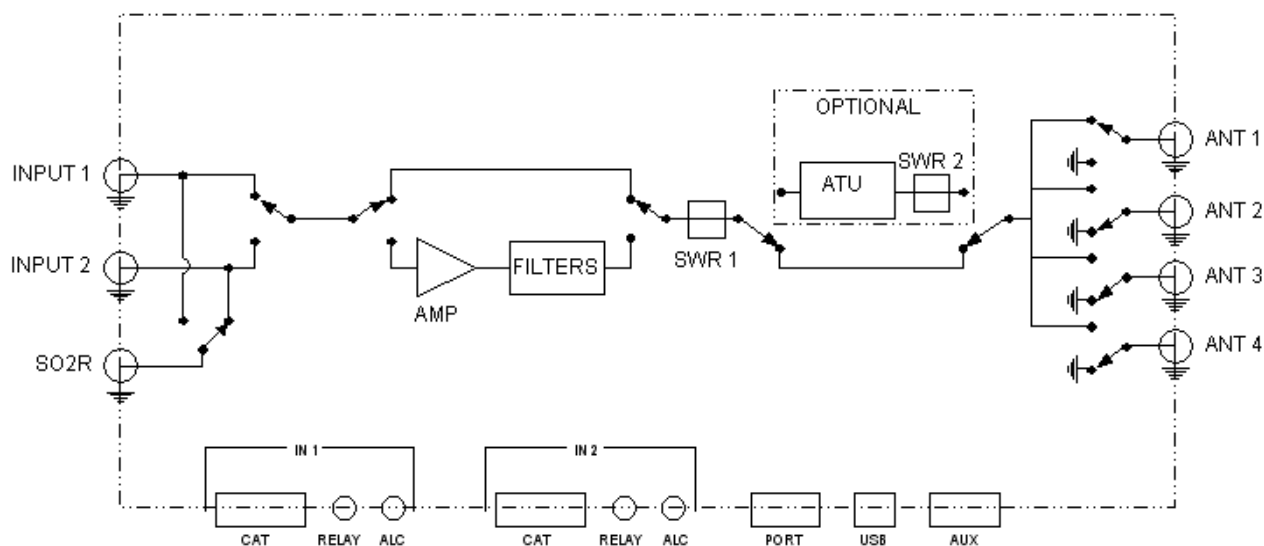 OPTIONAL
INPUT 1
ATU
SWR 2
ANT 1
ANT 2
INPUT 2
SWR 1
FILTERS
AMP
ANT 3
SO2R
ANT 4
IN 1
IN 2
CAT
RELAY
ALC
CAT
RELAY
ALC
PORT
USB
AUX